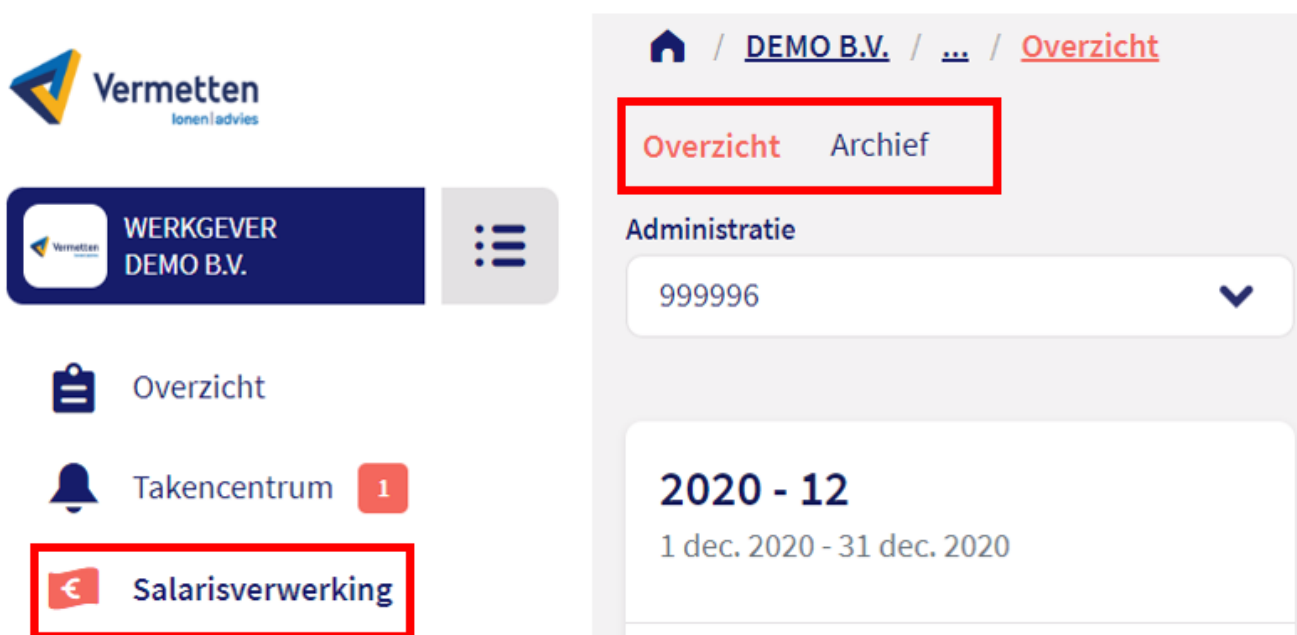 Vermetten
lonen|advies
WERKGEVER
DEMO B.V.
Vermetten
Overzicht
Takencentrum 1
€ Salarisverwerking
/ DEMO B.V. / ... / Overzicht
Overzicht Archief
Administratie
999996
2020 - 12
1 dec. 2020 - 31 dec. 2020